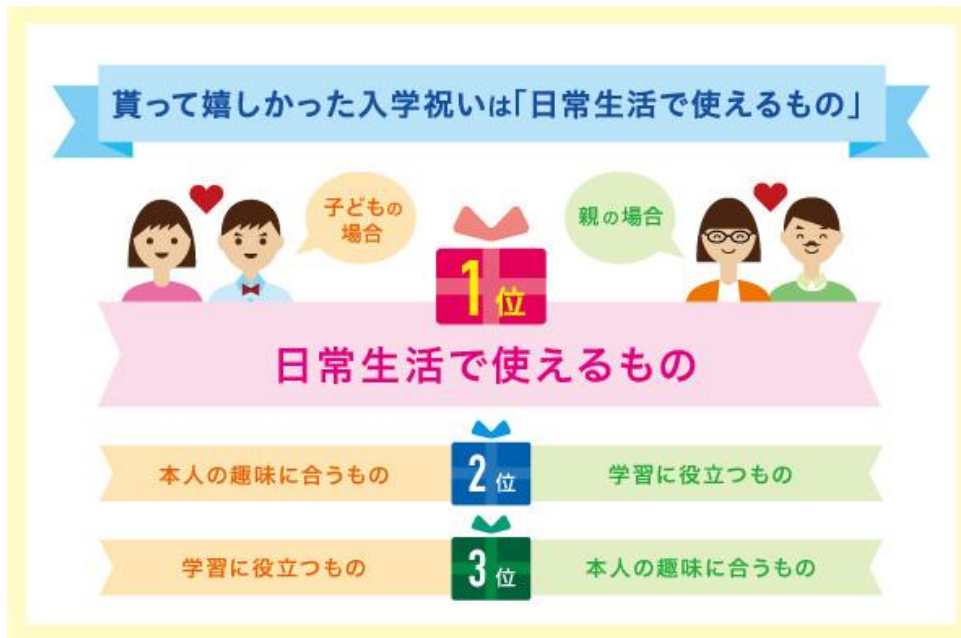 貰って嬉しかった入学祝いは「日常生活で使えるもの」
子どもの
場合
親の場合
1位
日常生活で使えるもの
本人の趣味に合うもの
2位
学習に役立つもの
学習に役立つもの
3位
本人の趣味に合うもの